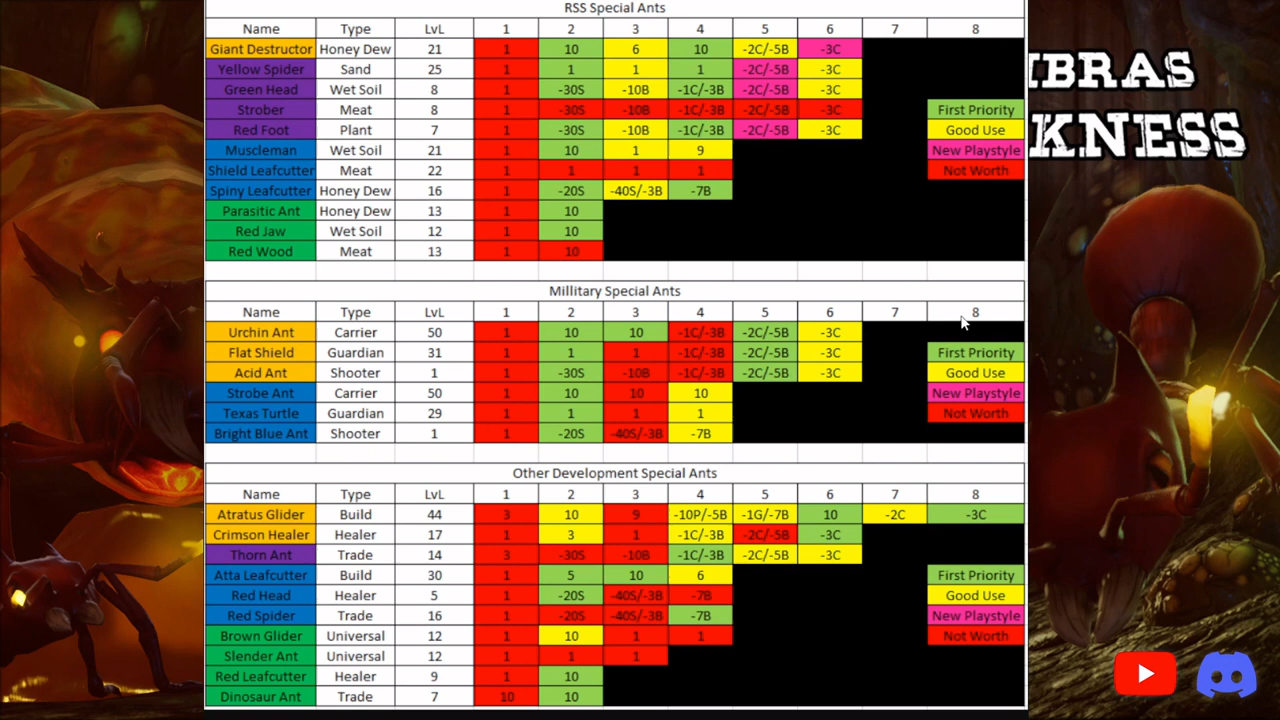 RSS Special Ants
Name Type LvL 1 2 3 4 5 6 7 8
Giant Destructor Honey Dew 21 1 10 6 10 -2C/-5B -3C
Yellow Spider Sand 25 1 1 1 1 -2C/-5B -3C
Green Head Wet Soil 8 1 -30S -10B -1C/-3B -2C/-5B -3C
Strober Meat 8 1 -30S -10B -1C/-3B -2C/-5B -3C First Priority
Red Foot Plant 7 1 -30S -10B -1C/-3B -2C/-5B -3C Good Use
Muscleman Wet Soil 21 1 10 1 9 New Playstyle
Shield Leafcutter Meat 22 1 1 1 1 Not Worth
Spiny Leafcutter Honey Dew 16 1 -20S -40S/-3B -7B
Parasitic Ant Honey Dew 13 1 10
Red Jaw Wet Soil 12 1 10
Red Wood Meat 13 1 10
IBRAS
KNESS
Millitary Special Ants
Name Type LvL 1 2 3 4 5 6 7 8
Urchin Ant Carrier 50 1 10 10 -1C/-3B -2C/-5B -3C
Flat Shield Guardian 31 1 1 1 -1C/-3B -2C/-5B -3C First Priority
Acid Ant Shooter 1 1 -30S -10B -1C/-3B -2C/-5B -3C Good Use
Strobe Ant Carrier 50 1 10 10 10 New Playstyle
Texas Turtle Guardian 29 1 1 1 1 Not Worth
Bright Blue Ant Shooter 1 1 -20S -40S/-3B -7B
Other Development Special Ants
Name Type LvL 1 2 3 4 5 6 7 8
Atratus Glider Build 44 3 10 9 -10P/-5B -1G/-7B 10 -2C -3C
Crimson Healer Healer 17 1 3 1 -1C/-3B -2C/-5B -3C
Thorn Ant Trade 14 3 -30S -10B -1C/-3B -2C/-5B -3C
Atta Leafcutter Build 30 1 5 10 6 First Priority
Red Head Healer 5 1 -20S -40S/-3B -7B Good Use
Red Spider Trade 16 1 -20S -40S/-3B -7B New Playstyle
Brown Glider Universal 12 1 10 1 1 Not Worth
Slender Ant Universal 12 1 1 1
Red Leafcutter Healer 9 1 10
Dinosaur Ant Trade 7 10 10